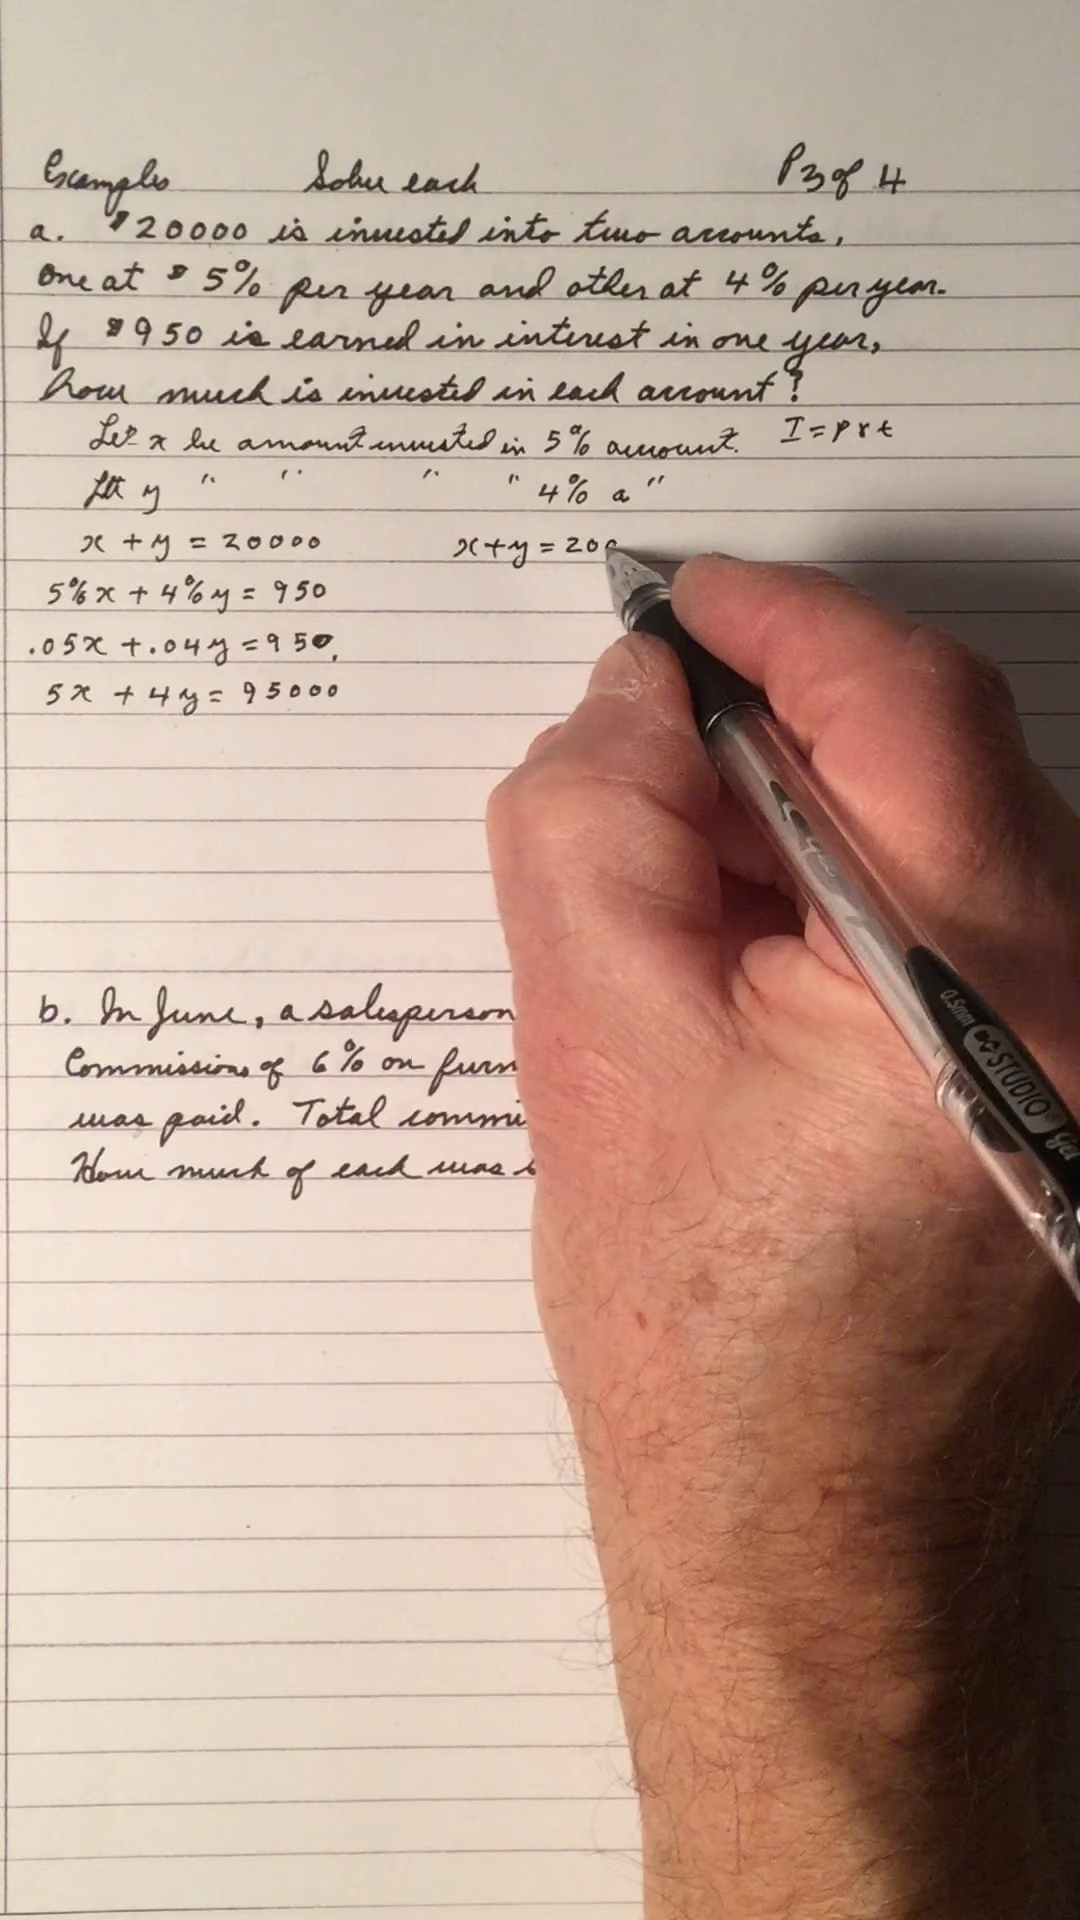 Examples Solve each P3 of 4
a. $20000 is invested into two accounts,
one at 5% per year and other at 4% per year.
If $950 is earned in interest in one year,
how much is invested in each account?
Let x be amount invested in 5% account. I = p r t
Let y " " " " 4% a "
x + y = 20000 x + y = 200
5% x + 4% y = 950
.05x + .04y = 950.
5x + 4y = 95000
b. In June, a salesperson
Commissions of 6% on furn
was paid. Total commi
How much of each was
0.5mm STUDIO gel